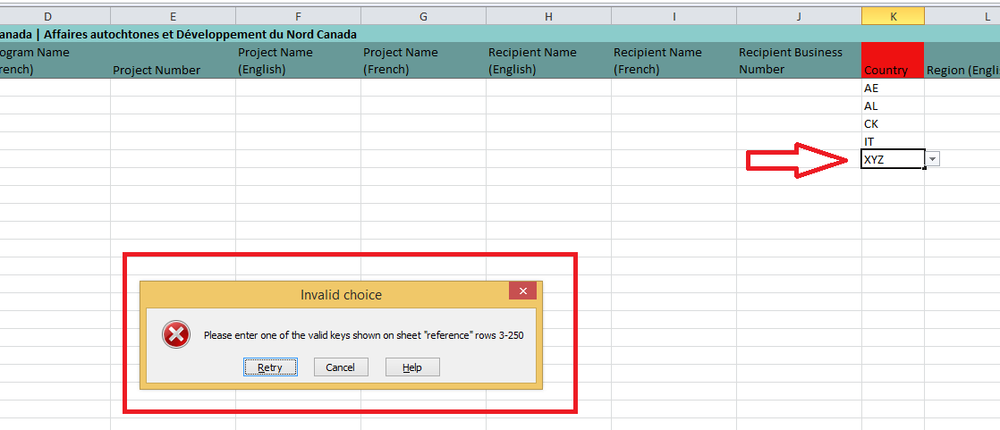 D E F G H I J K L
anada | Affaires autochtones et Développement du Nord Canada
ogram Name
rench)
Project Number
Project Name
(English)
Project Name
(French)
Recipient Name
(English)
Recipient Name
(French)
Recipient Business
Number
Country
Region (Engli
AE
AL
CK
IT
XYZ
Invalid choice
Please enter one of the valid keys shown on sheet "reference" rows 3-250
Retry Cancel Help